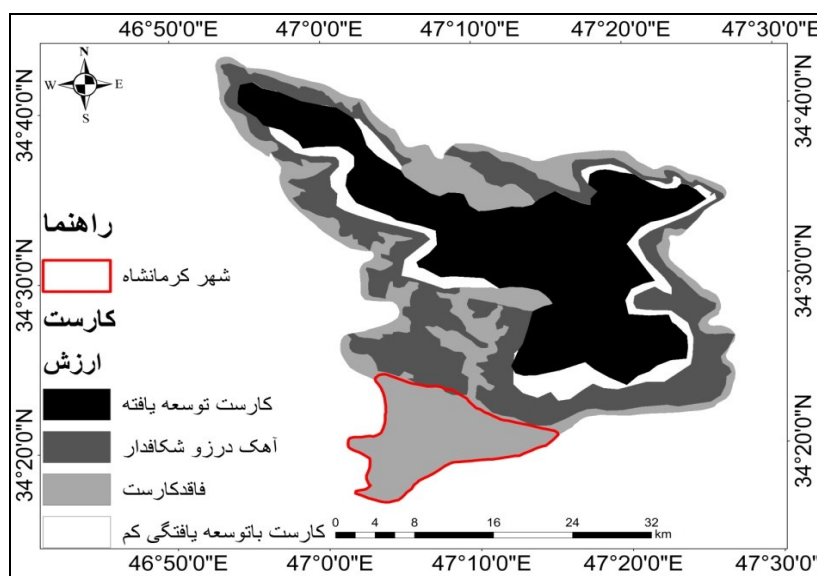 46°50'0"E 47°0'0"E 47°10'0"E 47°20'0"E 47°30'0"E
N
W E
S
34°40'0"N 34°40'0"N
34°30'0"N 34°30'0"N
34°20'0"N 34°20'0"N
راهنما
شهر کرمانشاه
کارست
ارزش
کارست توسعه یافته
آهک درزو شکافدار
فاقدکارست
کارست باتوسعه یافتگی کم
0 4 8 16 24 32
km
46°50'0"E 47°0'0"E 47°10'0"E 47°20'0"E 47°30'0"E